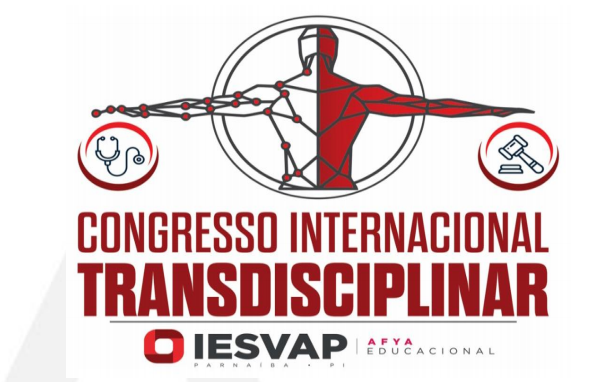 CONGRESSO INTERNACIONAL
TRANSDISCIPLINAR
IESVAP
PARNAÍBA • PI
AFYA
EDUCACIONAL